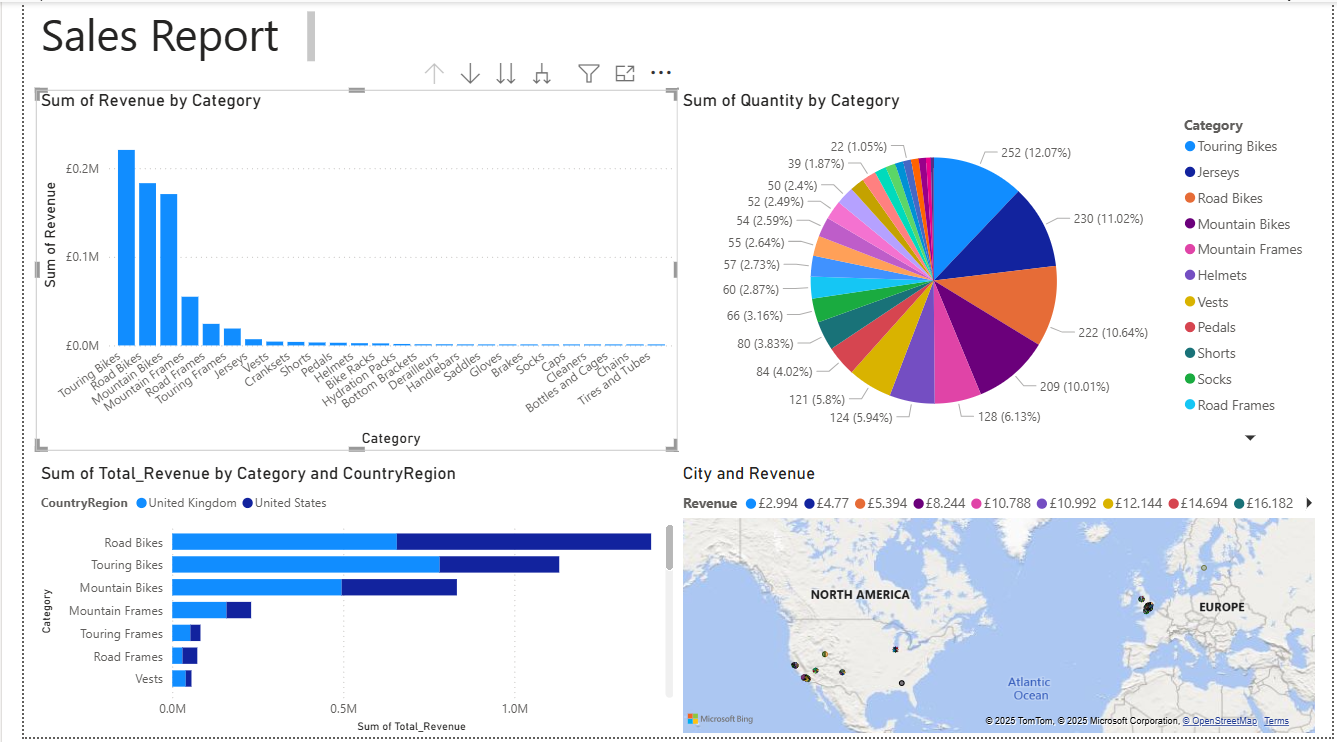 Sales Report
Sum of Revenue by Category
£0.2M
£0.1M
£0.0M
Sum of Revenue
Touring Bikes
Road Bikes
Mountain Bikes
Mountain Frames
Road Frames
Touring Frames
Jerseys
Vests
Cranksets
Shorts
Pedals
Helmets
Bike Racks
Hydration Packs
Bottom Brackets
Derailleurs
Handlebars
Saddles
Gloves
Brakes
Socks
Caps
Cleaners
Bottles and Cages
Chains
Tires and Tubes
Category
Sum of Quantity by Category
252 (12.07%)
230 (11.02%)
222 (10.64%)
209 (10.01%)
128 (6.13%)
124 (5.94%)
121 (5.8%)
84 (4.02%)
80 (3.83%)
66 (3.16%)
60 (2.87%)
57 (2.73%)
55 (2.64%)
54 (2.59%)
52 (2.49%)
50 (2.4%)
39 (1.87%)
22 (1.05%)
Category
Touring Bikes
Jerseys
Road Bikes
Mountain Bikes
Mountain Frames
Helmets
Vests
Pedals
Shorts
Socks
Road Frames
Sum of Total_Revenue by Category and CountryRegion
CountryRegion United Kingdom United States
Category
Road Bikes
Touring Bikes
Mountain Bikes
Mountain Frames
Touring Frames
Road Frames
Vests
0.0M 0.5M 1.0M
Sum of Total_Revenue
City and Revenue
Revenue £2.994 £4.77 £5.394 £8.244 £10.788 £10.992 £12.144 £14.694 £16.182
NORTH AMERICA
EUROPE
Atlantic
Ocean
Microsoft Bing
© 2025 TomTom, © 2025 Microsoft Corporation, © OpenStreetMap Terms